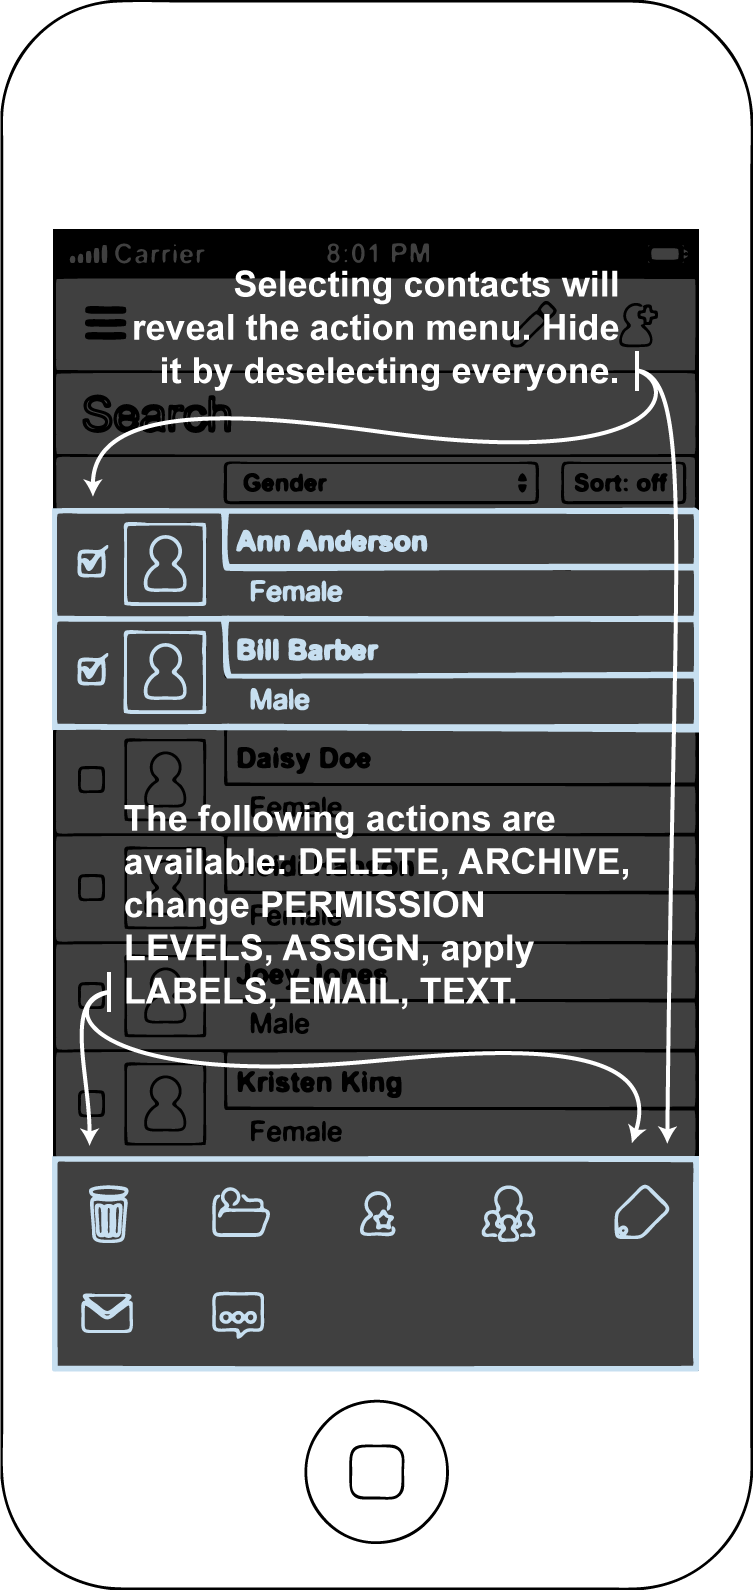 Carrier 8:01 PM
Selecting contacts will
reveal the action menu. Hide
it by deselecting everyone.
Search
Gender Sort: off
Ann Anderson
Female
Bill Barber
Male
Daisy Doe
Female
The following actions are
available: DELETE, ARCHIVE,
change PERMISSION
LEVELS, ASSIGN, apply
LABELS, EMAIL, TEXT.
Heidi Hanson
Female
Joey Jones
Male
Kristen King
Female